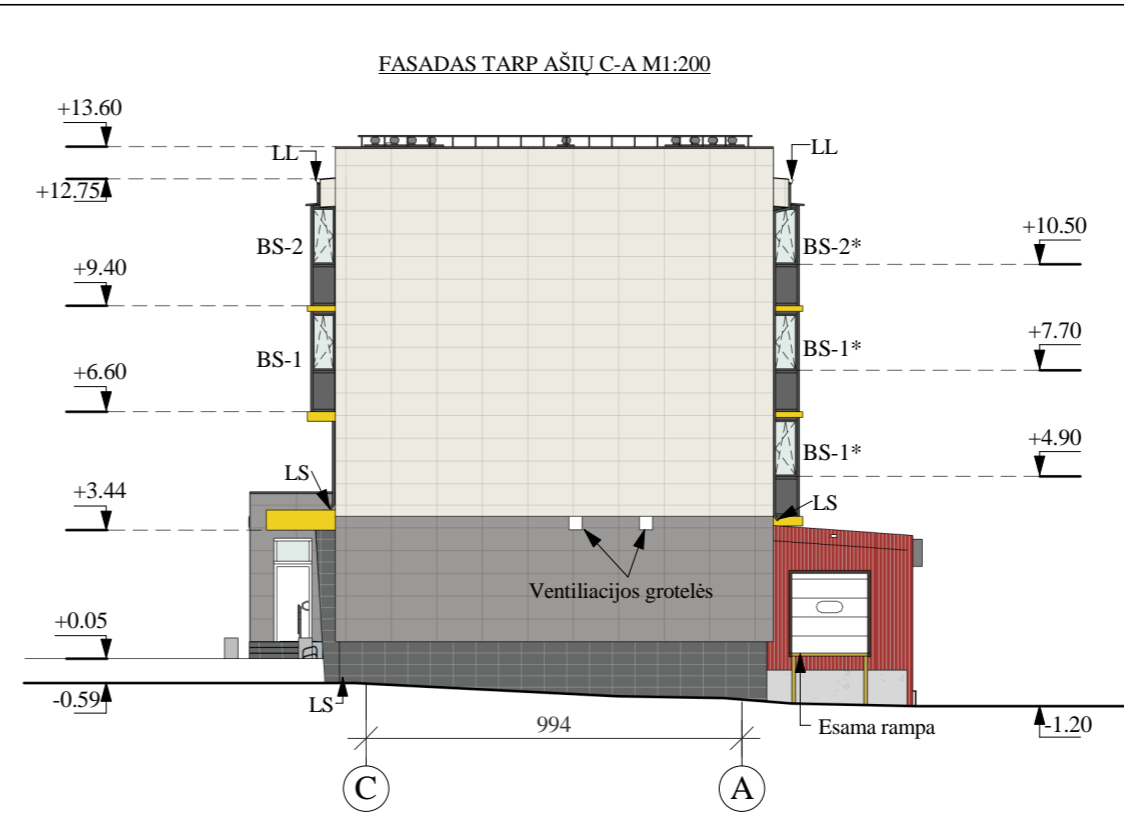 FASADAS TARP AŠIŲ C-A M1:200
+13.60
LL
LL
+12.75
BS-2
BS-2*
+10.50
+9.40
BS-1
BS-1*
+7.70
+6.60
BS-1*
+4.90
LS
+3.44
LS
Ventiliacijos grotelės
+0.05
-0.59
LS
994
Esama rampa
-1.20
C
A